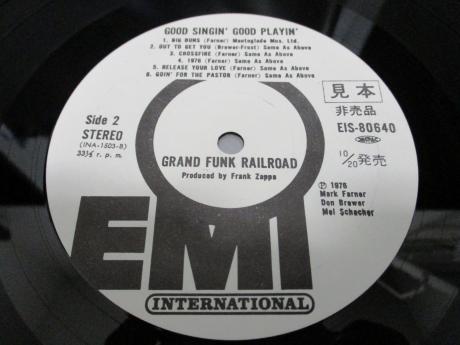 GOOD SINGIN' GOOD PLAYIN'
1. BIG BUNS (Farner) Mantoglade Mus. Ltd.
2. OUT TO GET YOU (Brewer-Frost) Same As Above
3. CROSSFIRE (Farner) Same As Above
4. 1976 (Farner) Same As Above
5. RELEASE YOUR LOVE (Farner) Same As Above
6. GOIN' FOR THE PASTOR (Farner) Same As Above
見本
非売品
EIS-80640
10/20発売
Side 2
STEREO
(INA-1503-B)
33⅓ r. p. m.
GRAND FUNK RAILROAD
Produced by Frank Zappa
Ⓟ 1976
Mark Farner
Don Brewer
Mel Schacher
EMI
INTERNATIONAL